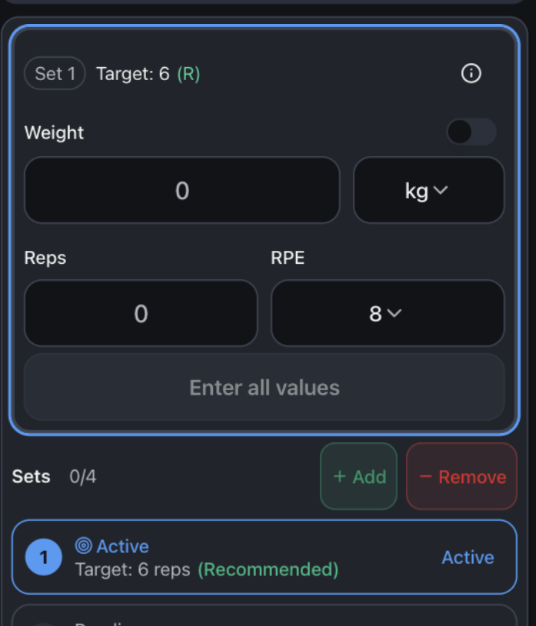 Set 1 Target: 6 (R)
Weight
0 kg
Reps RPE
0 8
Enter all values
Sets 0/4 + Add − Remove
1 Active Active
Target: 6 reps (Recommended)